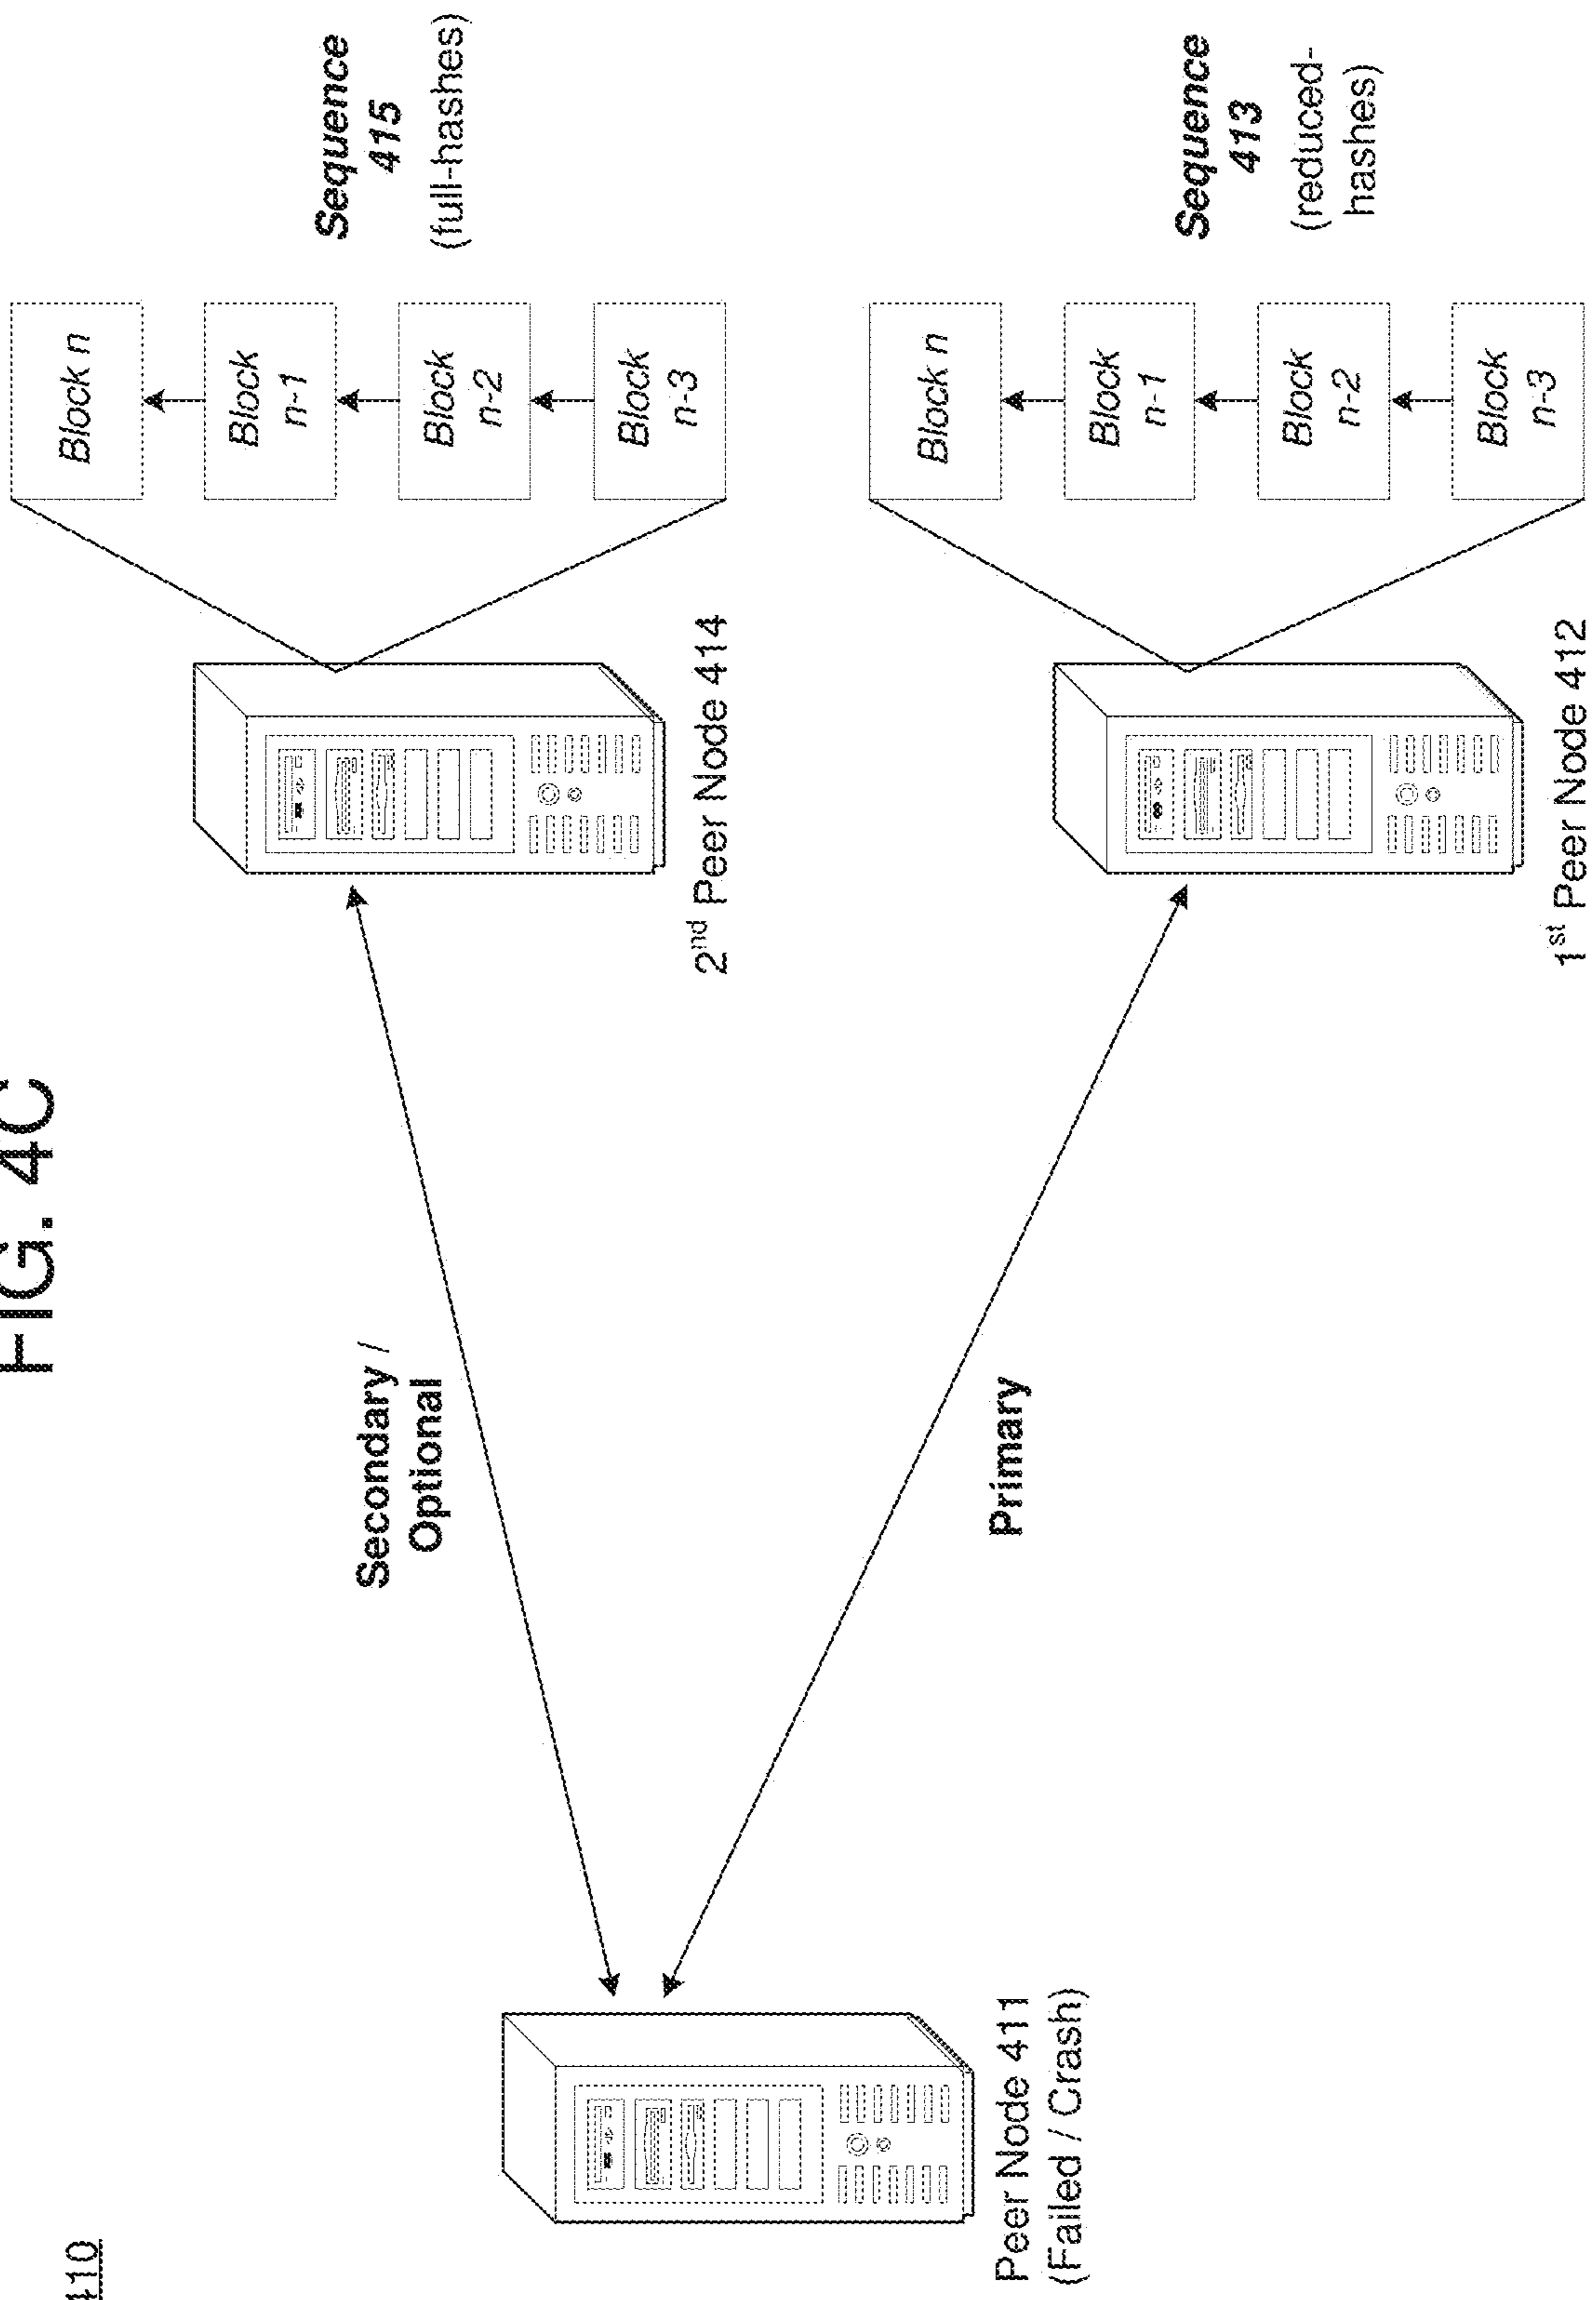 410
FIG. 4C
Block n
Block
n-1
Block
n-2
Block
n-3
Sequence
415
(full-hashes)
Secondary /
Optional
2nd Peer Node 414
Peer Node 411
(Failed / Crash)
Primary
Block n
Block
n-1
Block
n-2
Block
n-3
Sequence
413
(reduced-
hashes)
1st Peer Node 412